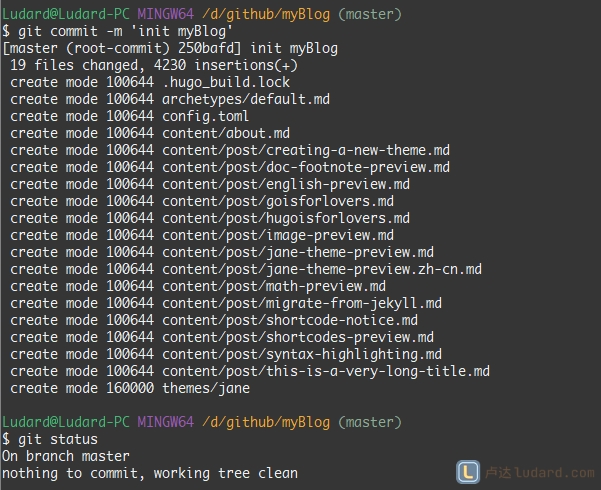 Ludard@Ludard-PC MINGW64 /d/github/myBlog (master)
$ git commit -m 'init myBlog'
[master (root-commit) 250bafd] init myBlog
 19 files changed, 4230 insertions(+)
 create mode 100644 .hugo_build.lock
 create mode 100644 archetypes/default.md
 create mode 100644 config.toml
 create mode 100644 content/about.md
 create mode 100644 content/post/creating-a-new-theme.md
 create mode 100644 content/post/doc-footnote-preview.md
 create mode 100644 content/post/english-preview.md
 create mode 100644 content/post/goisforlovers.md
 create mode 100644 content/post/hugoisforlovers.md
 create mode 100644 content/post/image-preview.md
 create mode 100644 content/post/jane-theme-preview.md
 create mode 100644 content/post/jane-theme-preview.zh-cn.md
 create mode 100644 content/post/math-preview.md
 create mode 100644 content/post/migrate-from-jekyll.md
 create mode 100644 content/post/shortcode-notice.md
 create mode 100644 content/post/shortcodes-preview.md
 create mode 100644 content/post/syntax-highlighting.md
 create mode 100644 content/post/this-is-a-very-long-title.md
 create mode 160000 themes/jane
Ludard@Ludard-PC MINGW64 /d/github/myBlog (master)
$ git status
On branch master
nothing to commit, working tree clean
L 卢达 ludard.com